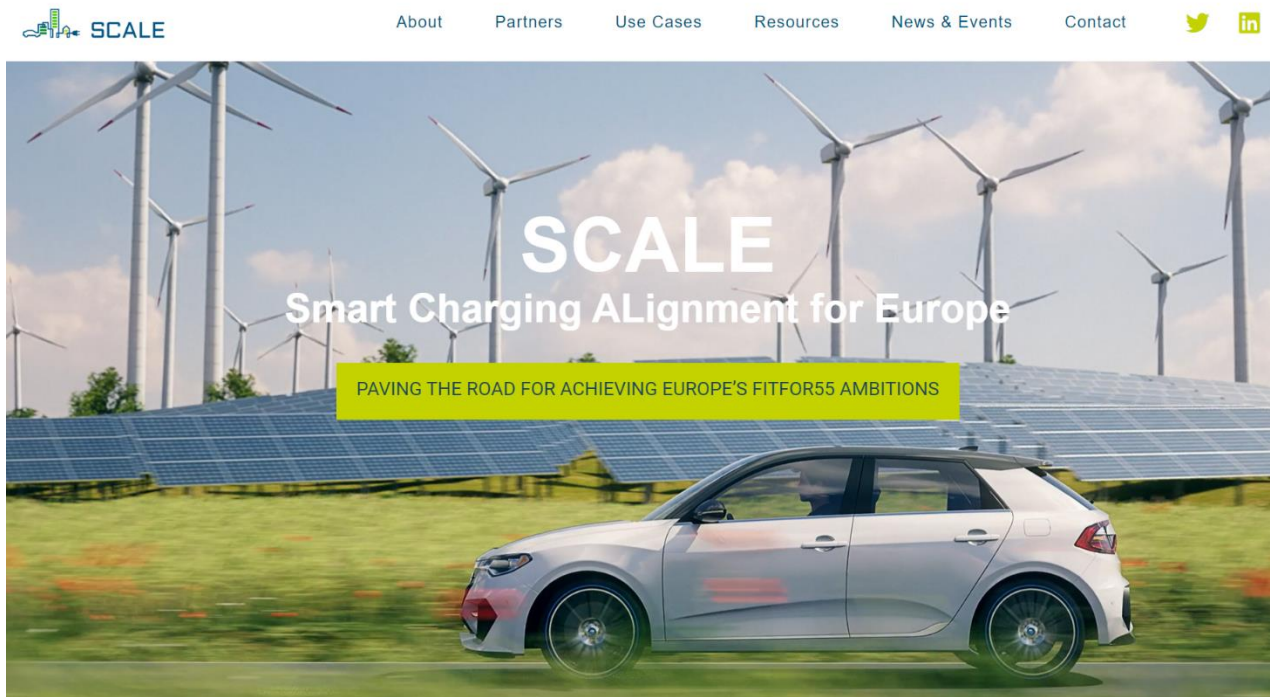 SCALE
About
Partners
Use Cases
Resources
News & Events
Contact
in
SCALE
Smart Charging ALignment for Europe
PAVING THE ROAD FOR ACHIEVING EUROPE'S FITFOR55 AMBITIONS